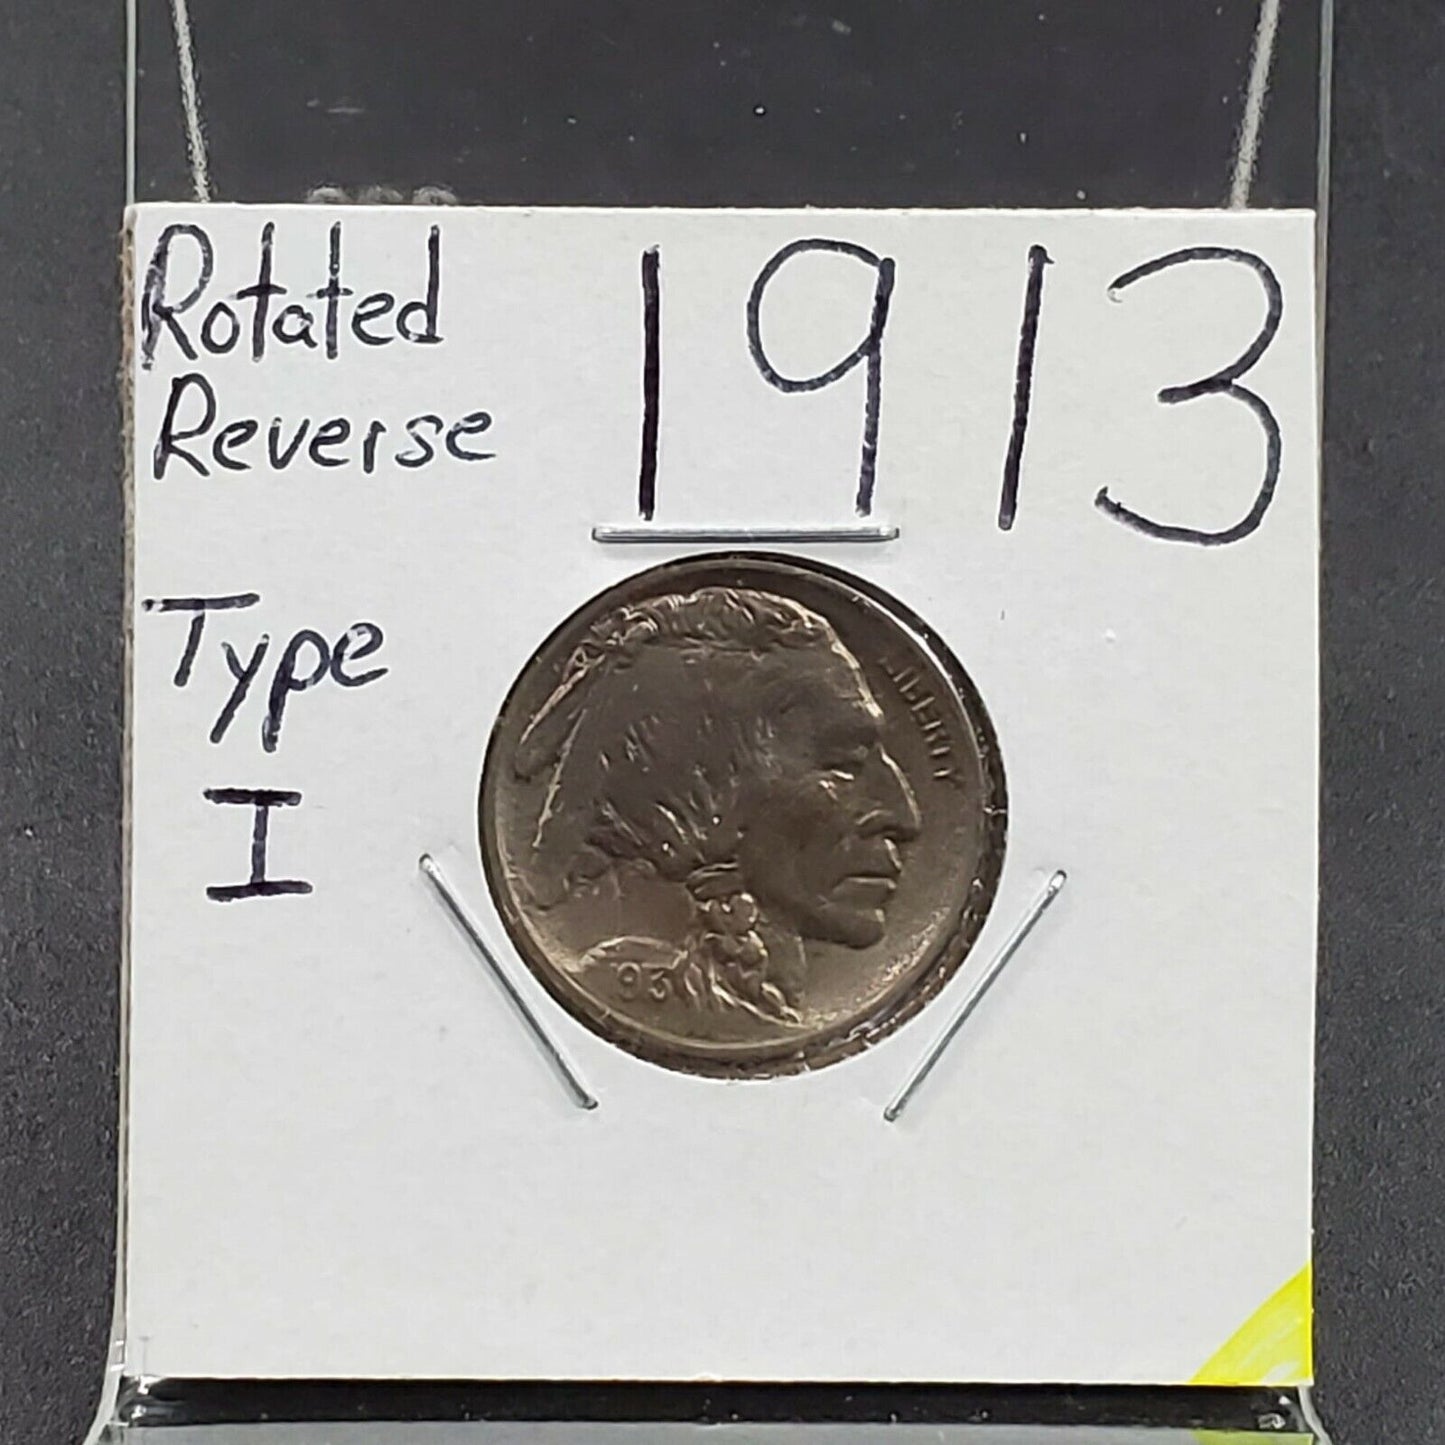 Rotated
Reverse
1913
Type
I
LIBERTY
1913